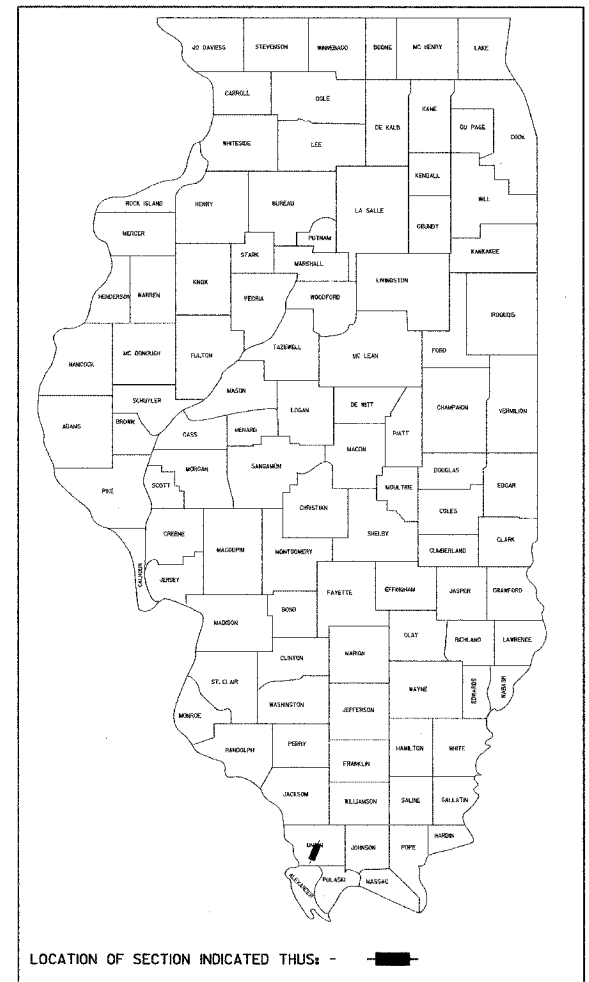 JO DAVIESS STEVENSON WINNEBAGO BOONE MC HENRY LAKE
CARROLL OGLE KANE
DE KALB DU PAGE COOK
WHITESIDE LEE
KENDALL
ROCK ISLAND HENRY BUREAU LA SALLE WILL
MERCER PUTNAM GRUNDY
STARK MARSHALL KANKAKEE
HENDERSON WARREN KNOX PEORIA WOODFORD LIVINGSTON
IROQUOIS
HANCOCK MC DONOUGH FULTON TAZEWELL MC LEAN FORD
MASON
SCHUYLER LOGAN DE WITT CHAMPAIGN VERMILION
ADAMS BROWN CASS MENARD PIATT
MACON
PIKE SCOTT MORGAN SANGAMON DOUGLAS EDGAR
MOULTRIE
CHRISTIAN COLES
GREENE MACOUPIN MONTGOMERY SHELBY CLARK
CALHOUN CUMBERLAND
JERSEY FAYETTE EFFINGHAM JASPER CRAWFORD
MADISON BOND
CLAY RICHLAND LAWRENCE
CLINTON MARION
ST. CLAIR WAYNE EDWARDS WABASH
WASHINGTON JEFFERSON
MONROE
RANDOLPH PERRY HAMILTON WHITE
FRANKLIN
JACKSON WILLIAMSON SALINE GALLATIN
UNION JOHNSON POPE HARDIN
ALEXANDER PULASKI MASSAC
LOCATION OF SECTION INDICATED THUS: -